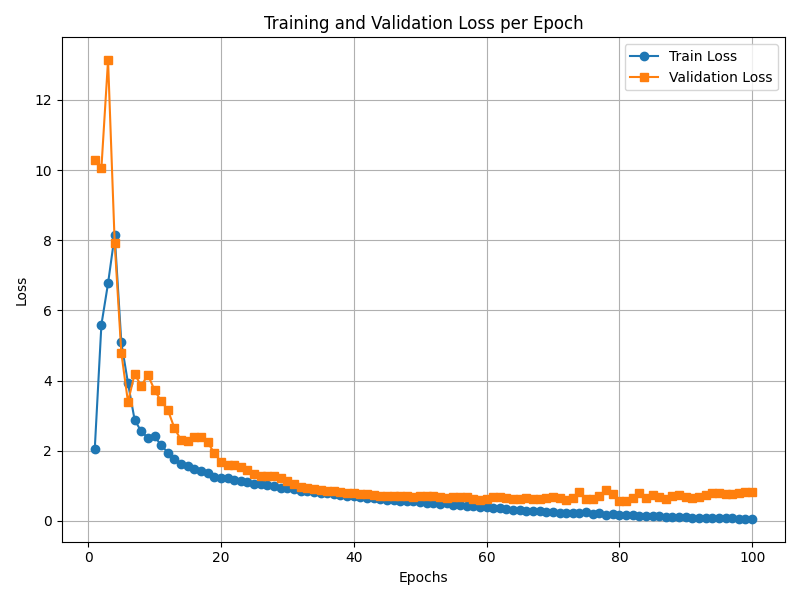 Training and Validation Loss per Epoch
Train Loss
Validation Loss
Loss
12
10
8
6
4
2
0
0 20 40 60 80 100
Epochs